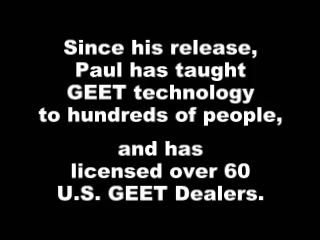 Since his release,
Paul has taught
GEET technology
to hundreds of people,
and has
licensed over 60
U.S. GEET Dealers.